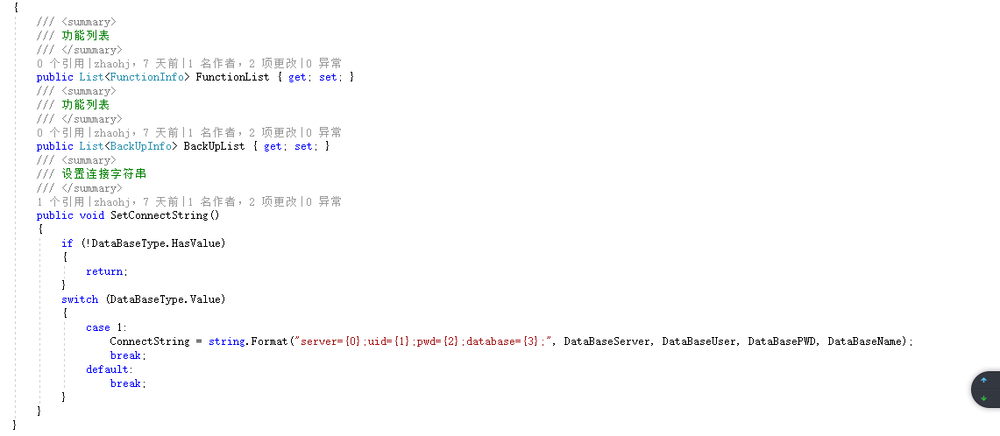 {
/// <summary>
/// 功能列表
/// </summary>
0 个引用|zhaohj，7 天前|1 名作者，2 项更改|0 异常
public List<FunctionInfo> FunctionList { get; set; }
/// <summary>
/// 功能列表
/// </summary>
0 个引用|zhaohj，7 天前|1 名作者，2 项更改|0 异常
public List<BackUpInfo> BackUpList { get; set; }
/// <summary>
/// 设置连接字符串
/// </summary>
1 个引用|zhaohj，7 天前|1 名作者，2 项更改|0 异常
public void SetConnectString()
{
if (!DataBaseType.HasValue)
{
return;
}
switch (DataBaseType.Value)
{
case 1:
ConnectString = string.Format("server={0};uid={1};pwd={2};database={3};", DataBaseServer, DataBaseUser, DataBasePWD, DataBaseName);
break;
default:
break;
}
}
}